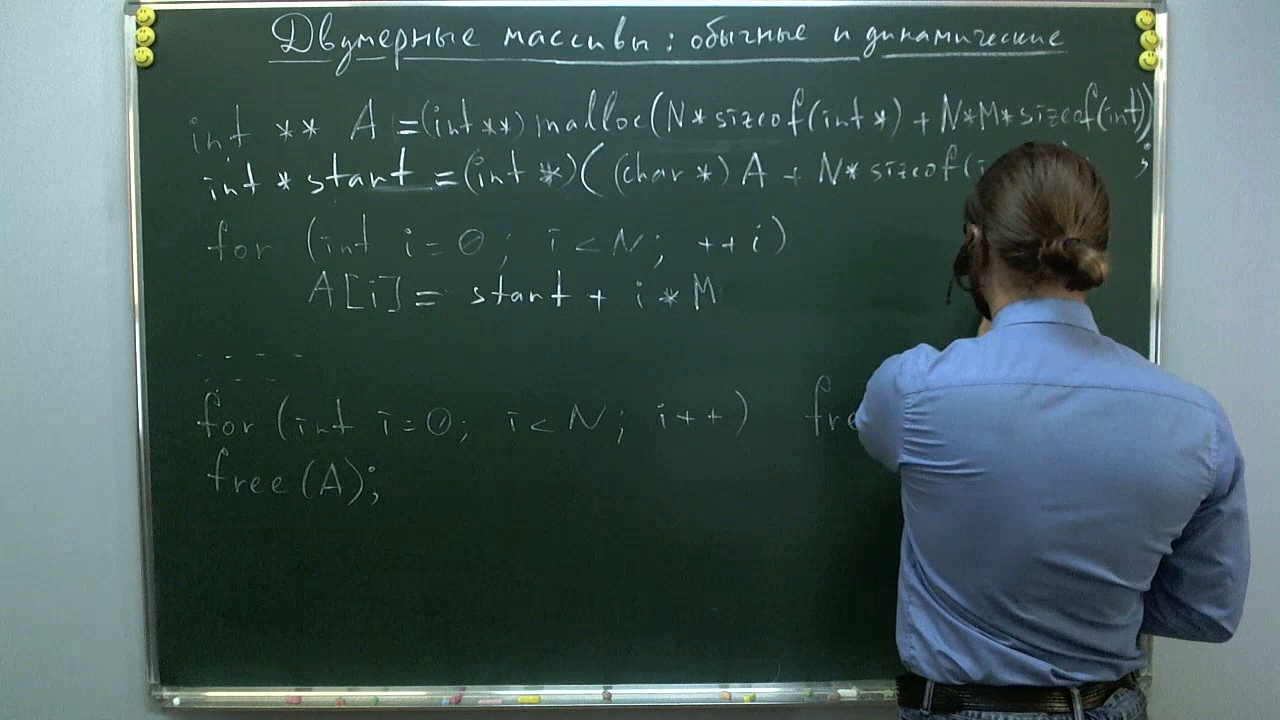 Двумерные массивы: обычные и динамические
int ** A =(int**) malloc(N*sizeof(int*) + N*M*sizeof(int));
int * start =(int *)( (char*) A + N* sizeof(
for (int i=0; i<N; ++i)
A[i]= start + i*M
for (int i=0; i<N; i++)
free(A);